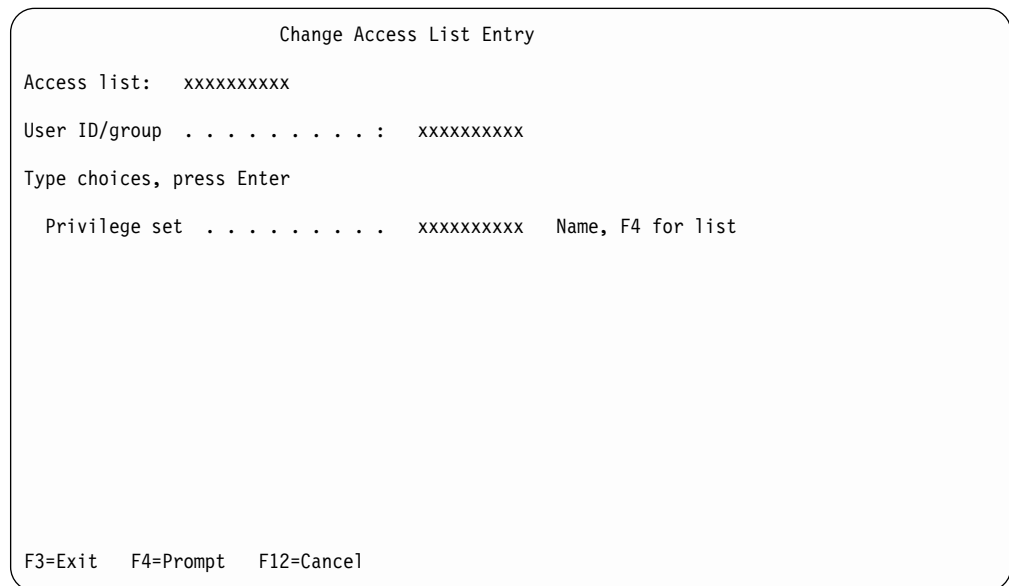 Change Access List Entry
Access list: xxxxxxxxxx
User ID/group . . . . . . . . . : xxxxxxxxxx
Type choices, press Enter
Privilege set . . . . . . . . . xxxxxxxxxx Name, F4 for list
F3=Exit F4=Prompt F12=Cancel